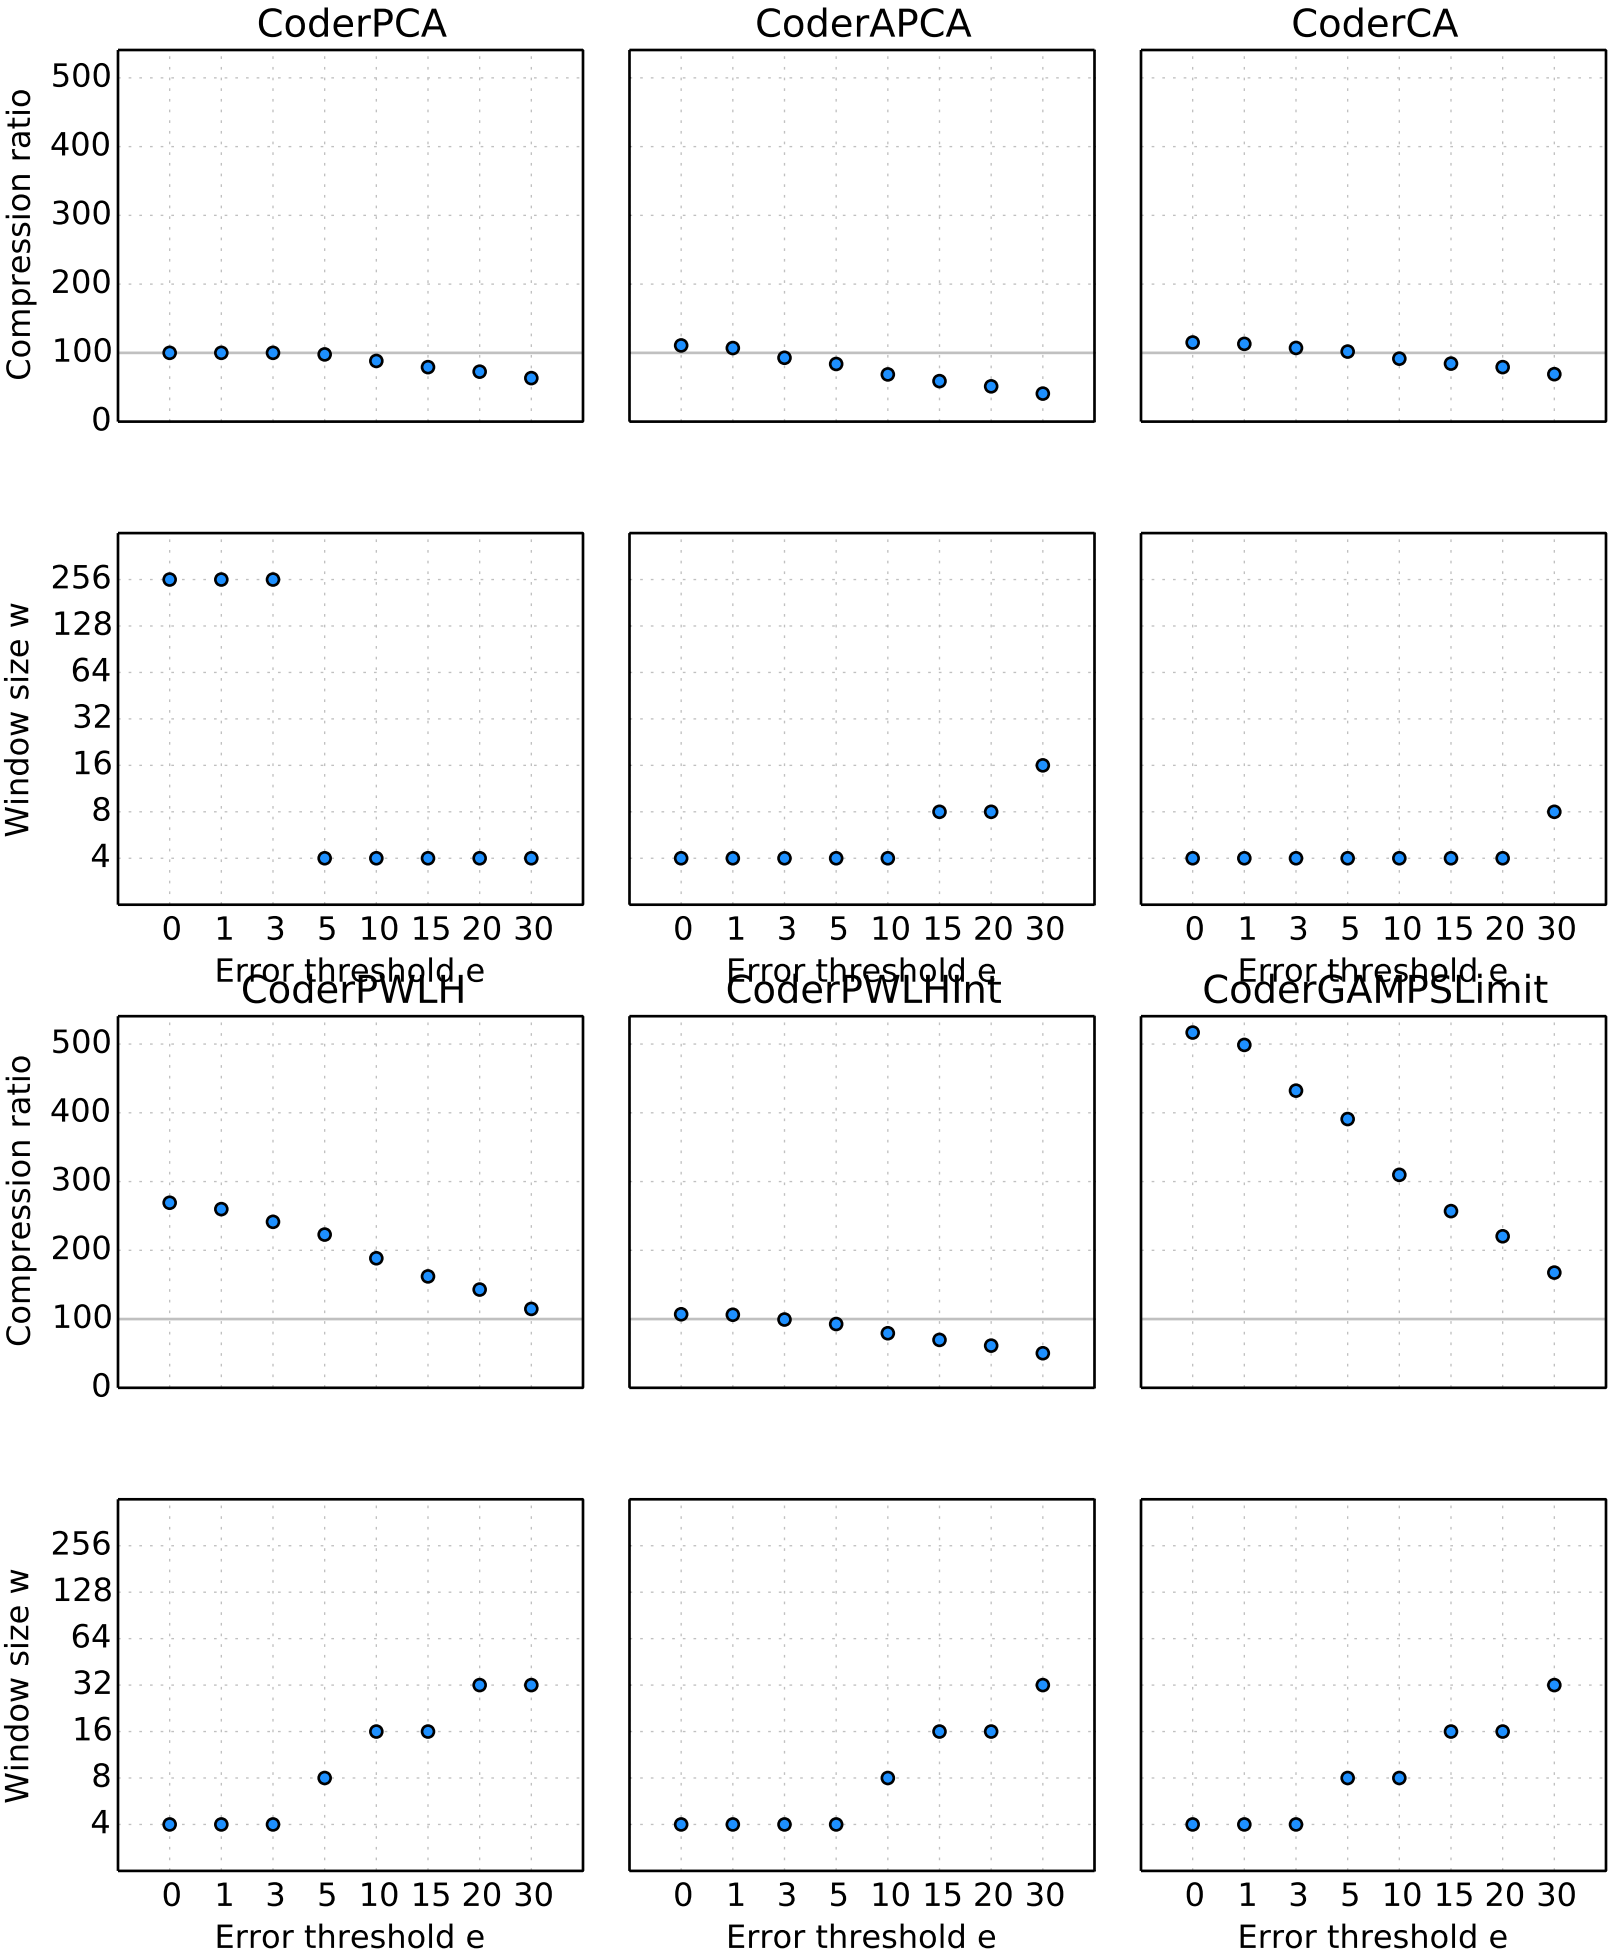 CoderPCA CoderAPCA CoderCA
Compression ratio
500
400
300
200
100
0
Window size w
256
128
64
32
16
8
4
0 1 3 5 10 15 20 30 0 1 3 5 10 15 20 30 0 1 3 5 10 15 20 30
Error threshold e Error threshold e Error threshold e
CoderPWLH CoderPWLHInt CoderGAMPSLimit
Compression ratio
500
400
300
200
100
0
Window size w
256
128
64
32
16
8
4
0 1 3 5 10 15 20 30 0 1 3 5 10 15 20 30 0 1 3 5 10 15 20 30
Error threshold e Error threshold e Error threshold e